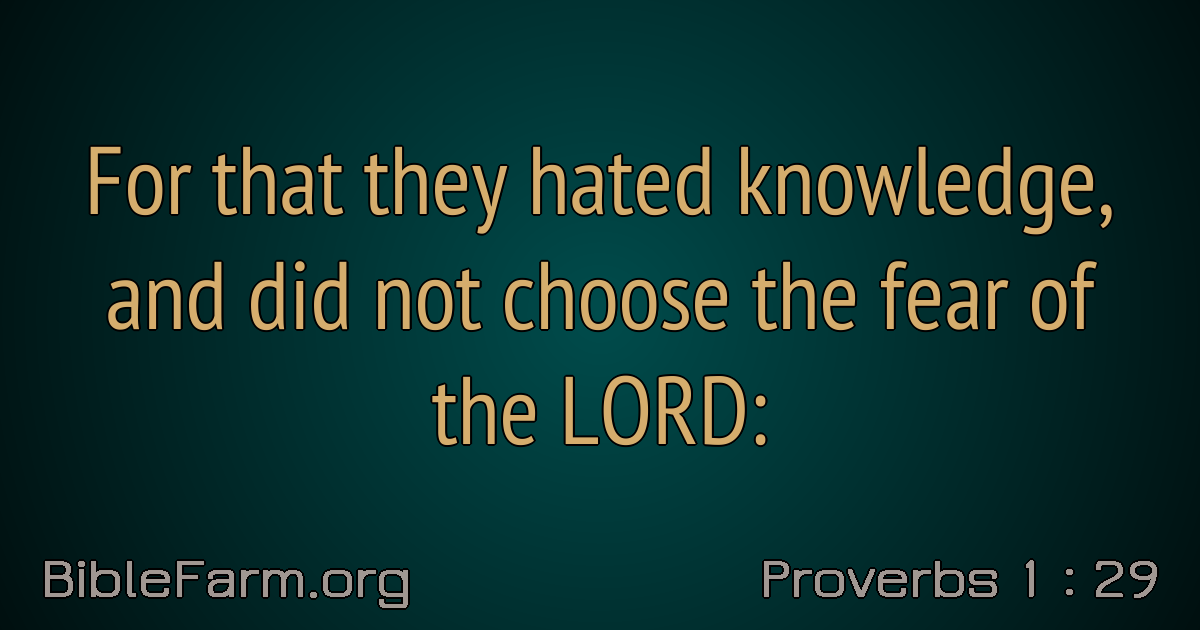 For that they hated knowledge,
and did not choose the fear of
the LORD:
BibleFarm.org
Proverbs 1 : 29